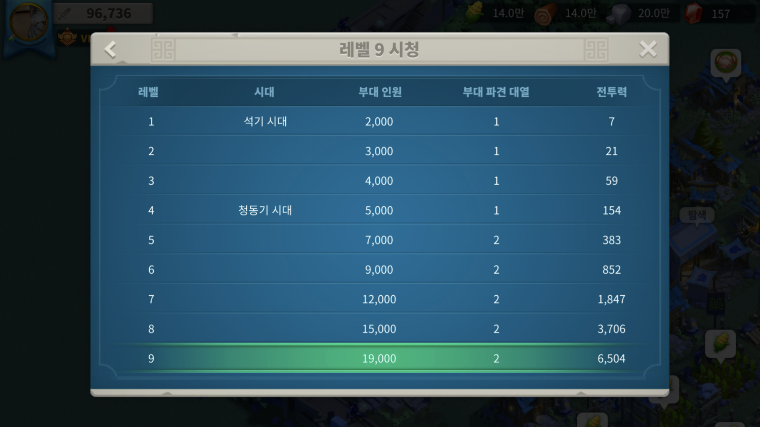 96,736
14.0만 14.0만 20.0만 157
레벨 9 시청
레벨 시대 부대 인원 부대 파견 대열 전투력
1 석기 시대 2,000 1 7
2 3,000 1 21
3 4,000 1 59
4 청동기 시대 5,000 1 154
5 7,000 2 383
6 9,000 2 852
7 12,000 2 1,847
8 15,000 2 3,706
9 19,000 2 6,504
탐색